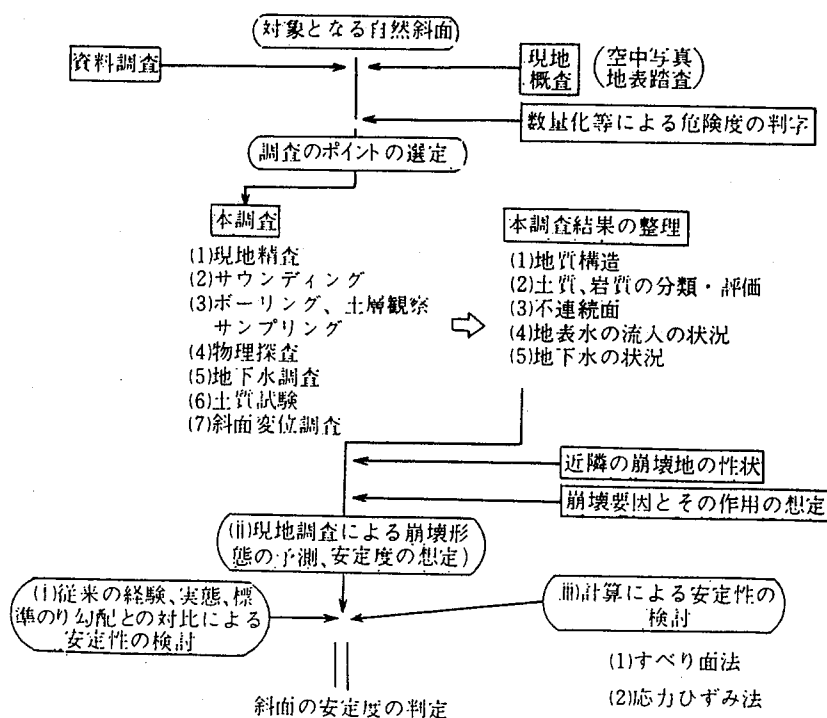 対象となる自然斜面
資料調査
現地
概査
(空中写真
地表踏査)
数量化等による危険度の判字
調査のポイントの選定
本調査
(1)現地精査
(2)サウンディング
(3)ボーリング、土層観察
サンプリング
(4)物理探査
(5)地下水調査
(6)土質試験
(7)斜面変位調査
本調査結果の整理
(1)地質構造
(2)土質、岩質の分類・評価
(3)不連続面
(4)地表水の流入の状況
(5)地下水の状況
近隣の崩壊地の性状
崩壊要因とその作用の想定
(ii)現地調査による崩壊形
態の予測、安定度の想定)
(i)従来の経験、実態、標
準のり勾配との対比による
安定性の検討
iii)計算による安定性の
検討
(1)すべり面法
(2)応力ひずみ法
斜面の安定度の判定